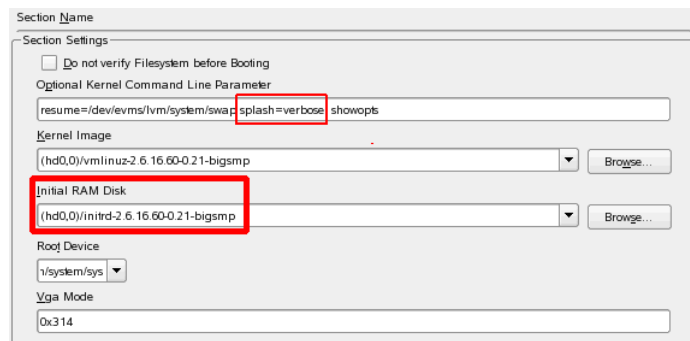 Section Name
Section Settings
Do not verify Filesystem before Booting
Optional Kernel Command Line Parameter
resume=/dev/evms/lvm/system/swap splash=verbose showopts
Kernel Image
(hd0,0)/vmlinuz-2.6.16.60-0.21-bigsmp
Browse...
Initial RAM Disk
(hd0,0)/initrd-2.6.16.60-0.21-bigsmp
Browse...
Root Device
/system/sys
Vga Mode
0x314